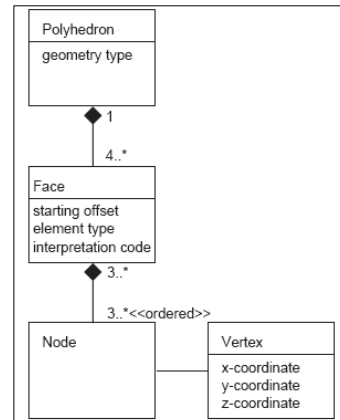 Polyhedron
geometry type
1
4..*
Face
starting offset
element type
interpretation code
3..*
3..*<<ordered>>
Node
Vertex
x-coordinate
y-coordinate
z-coordinate